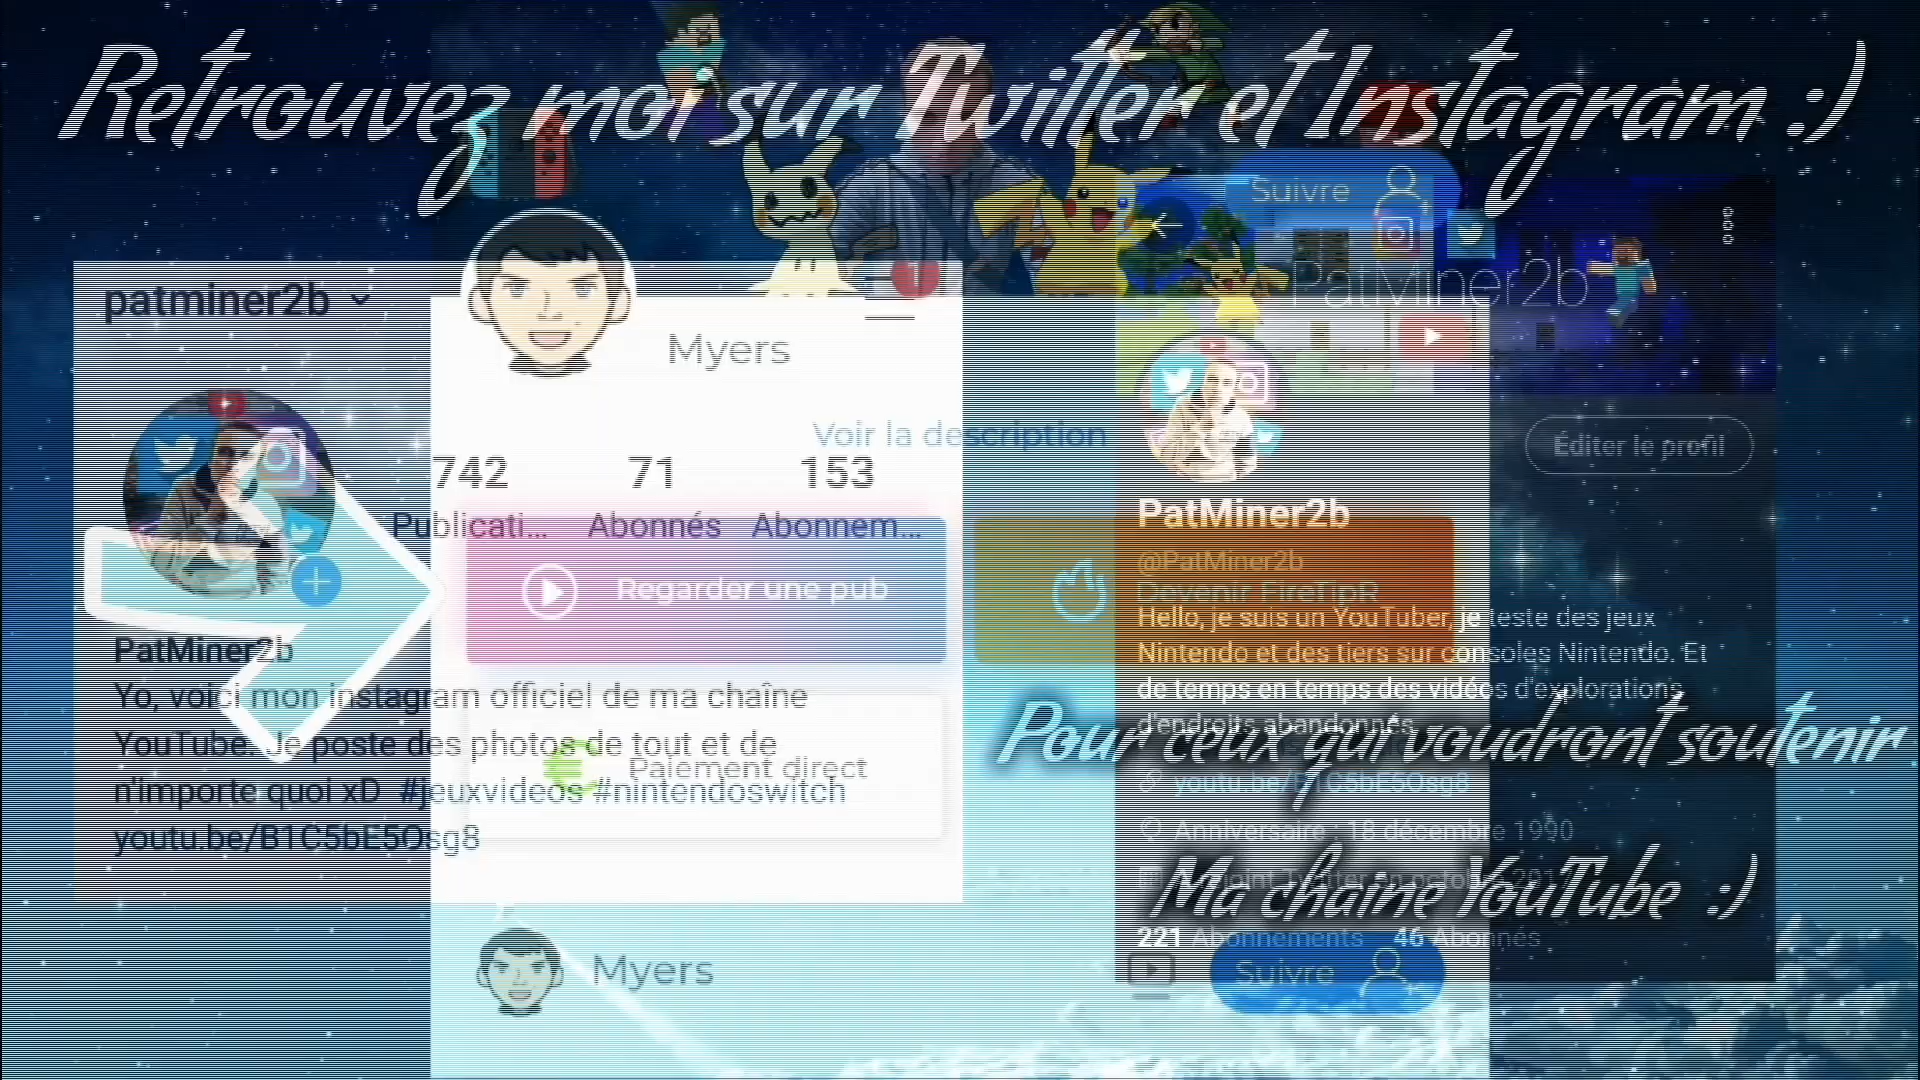 Retrouvez moi sur Twitter et Instagram :)
Suivre
PatMiner2b
patminer2b
Myers
Voir la description
742 71 153
Publicati... Abonnés Abonnem...
Regarder une pub
PatMiner2b
Yo, voici mon instagram officiel de ma chaîne
YouTube. Je poste des photos de tout et de
n'importe quoi xD #jeuxvideos #nintendoswitch
youtu.be/B1C5bE5Osg8
Paiement direct
Myers
Éditer le profil
PatMiner2b
@PatMiner2b
Devenir FireTipR
Hello, je suis un YouTuber, je teste des jeux
Nintendo et des tiers sur consoles Nintendo. Et
de temps en temps des vidéos d'explorations
d'endroits abandonnés.
Pour ceux qui voudront soutenir
youtu.be/B1C5bE5Osg8
Anniversaire : 18 décembre 1990
Ma chaine YouTube :)
221 Abonnements 46 Abonnés
Suivre